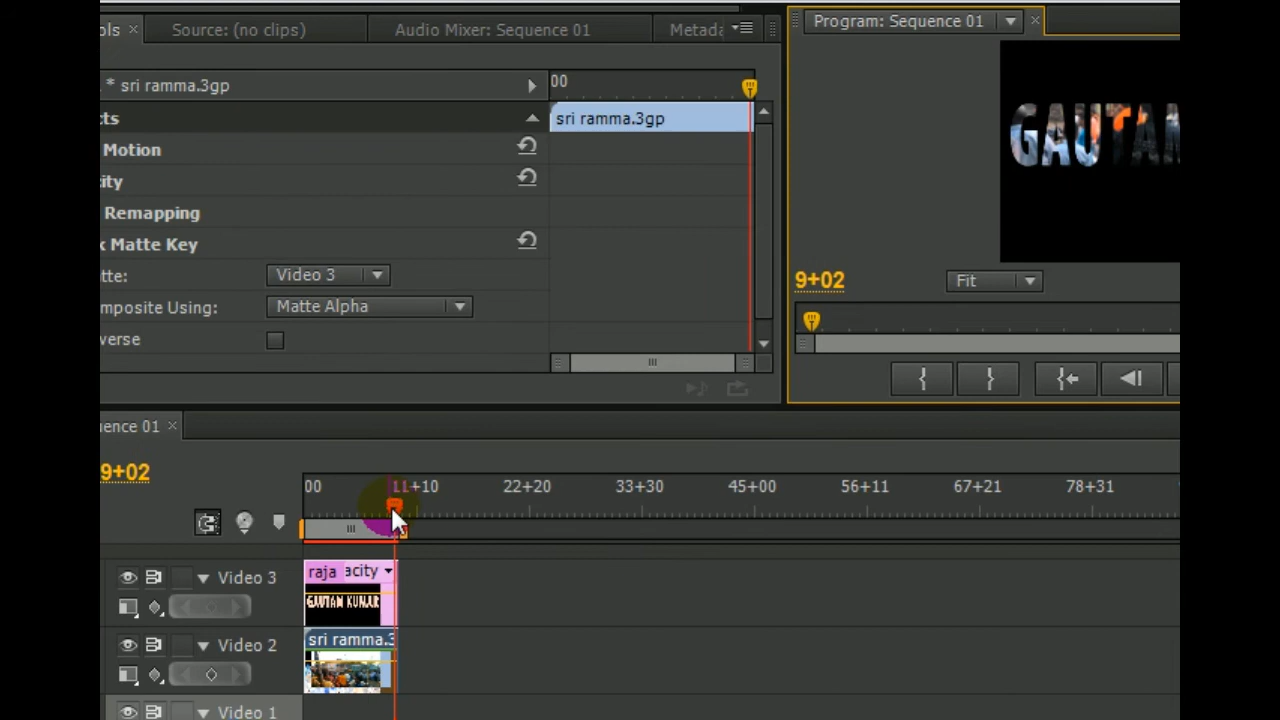 ols × Source: (no clips) Audio Mixer: Sequence 01 Metada
Program: Sequence 01 ×
* sri ramma.3gp
00
cts
sri ramma.3gp
Motion
city
Remapping
k Matte Key
tte: Video 3
mposite Using: Matte Alpha
verse
GAUTAM
9+02 Fit
uence 01 ×
9+02
00 11+10 22+20 33+30 45+00 56+11 67+21 78+31
Video 3
raja acity
GAUTAM KUMAR
Video 2
sri ramma.3
Video 1